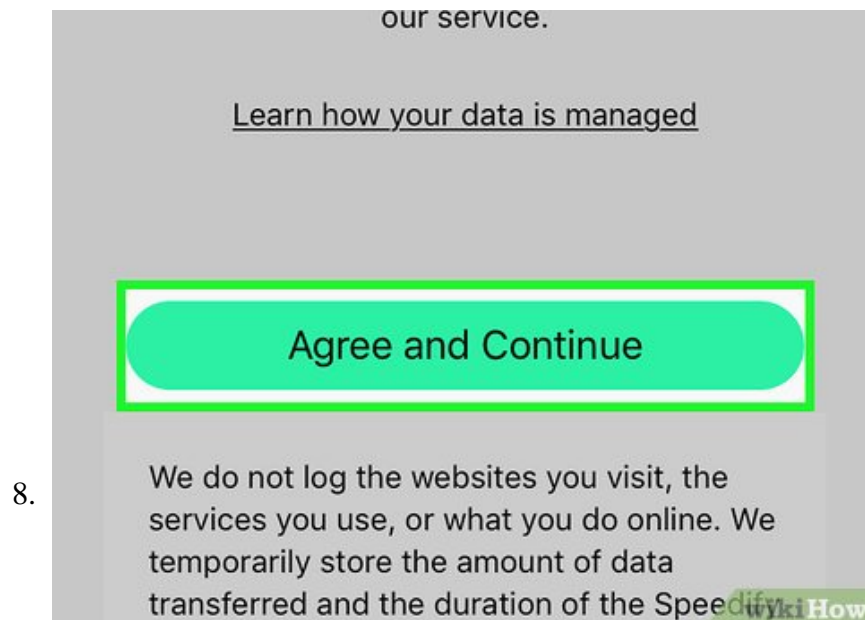 our service.
Learn how your data is managed
Agree and Continue
8.
We do not log the websites you visit, the
services you use, or what you do online. We
temporarily store the amount of data
transferred and the duration of the Speedify
wikiHow